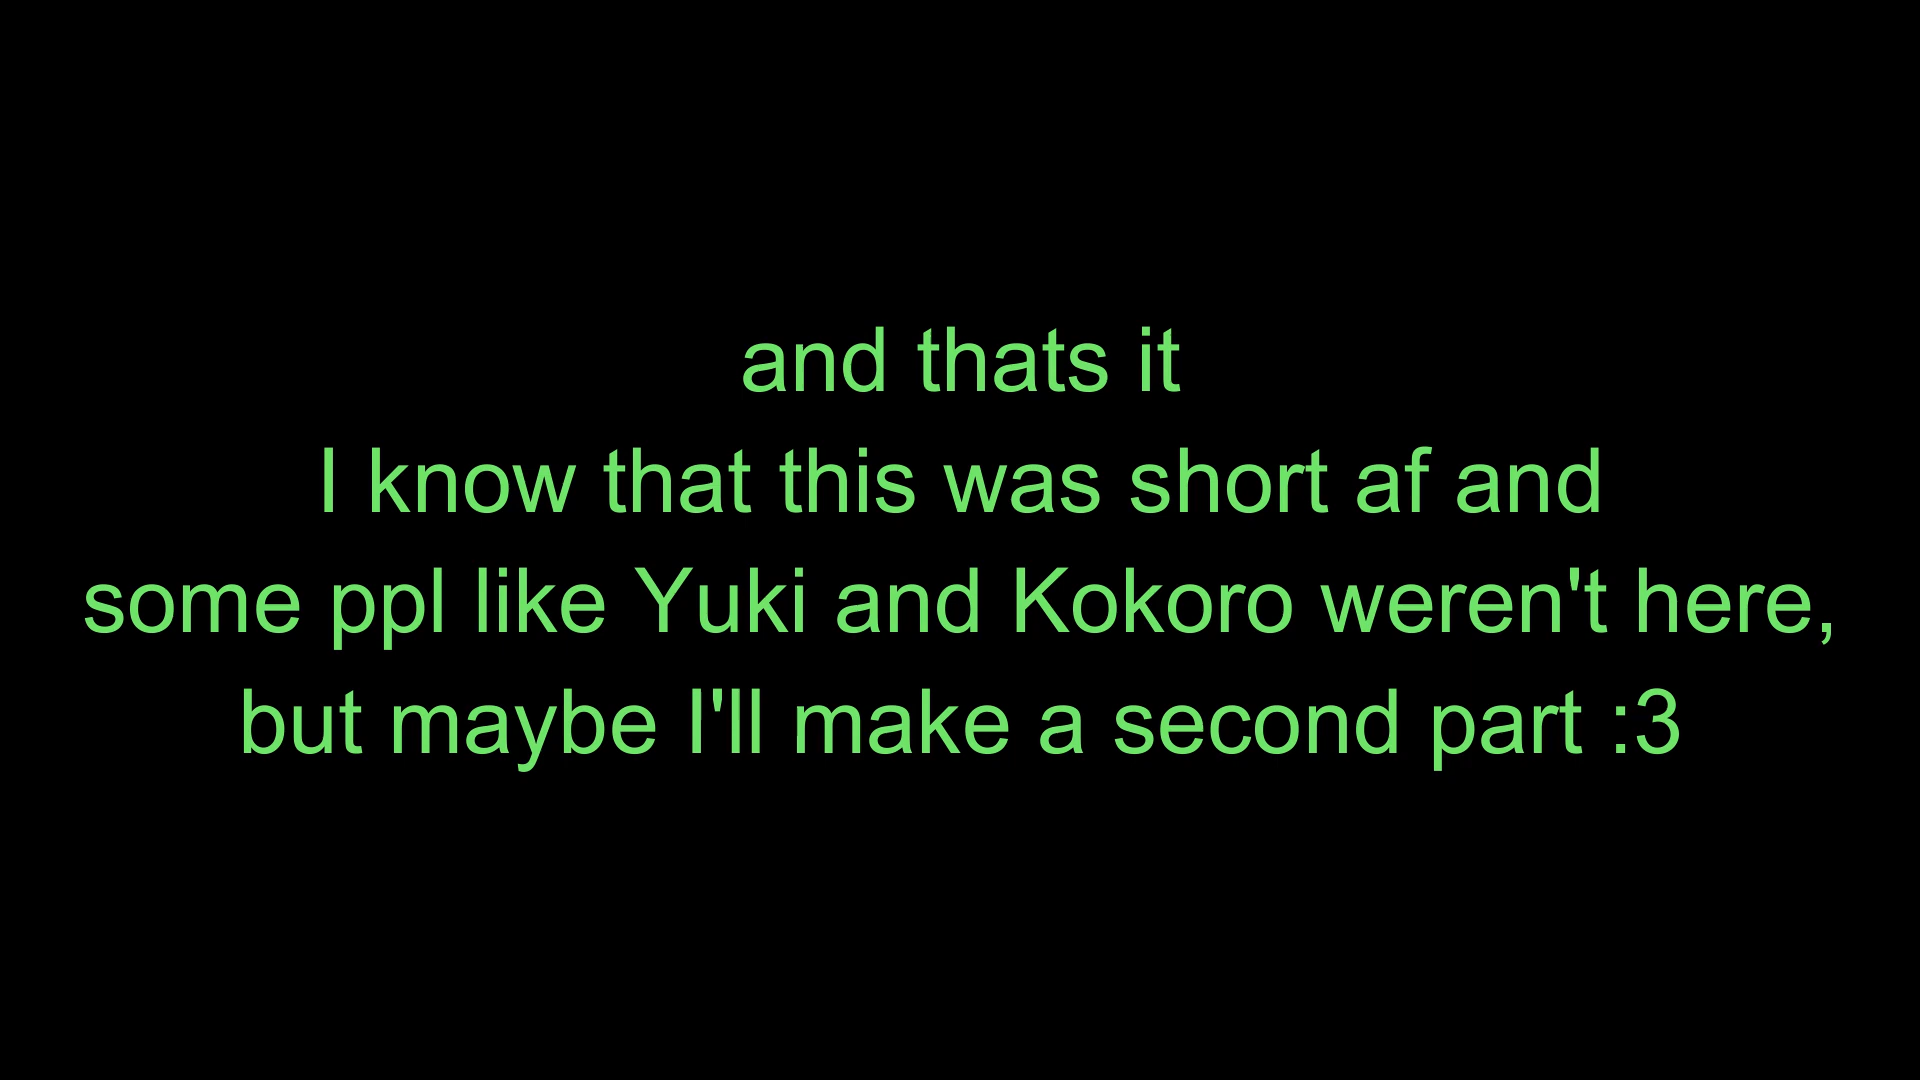 and thats it
I know that this was short af and
some ppl like Yuki and Kokoro weren't here,
but maybe I'll make a second part :3